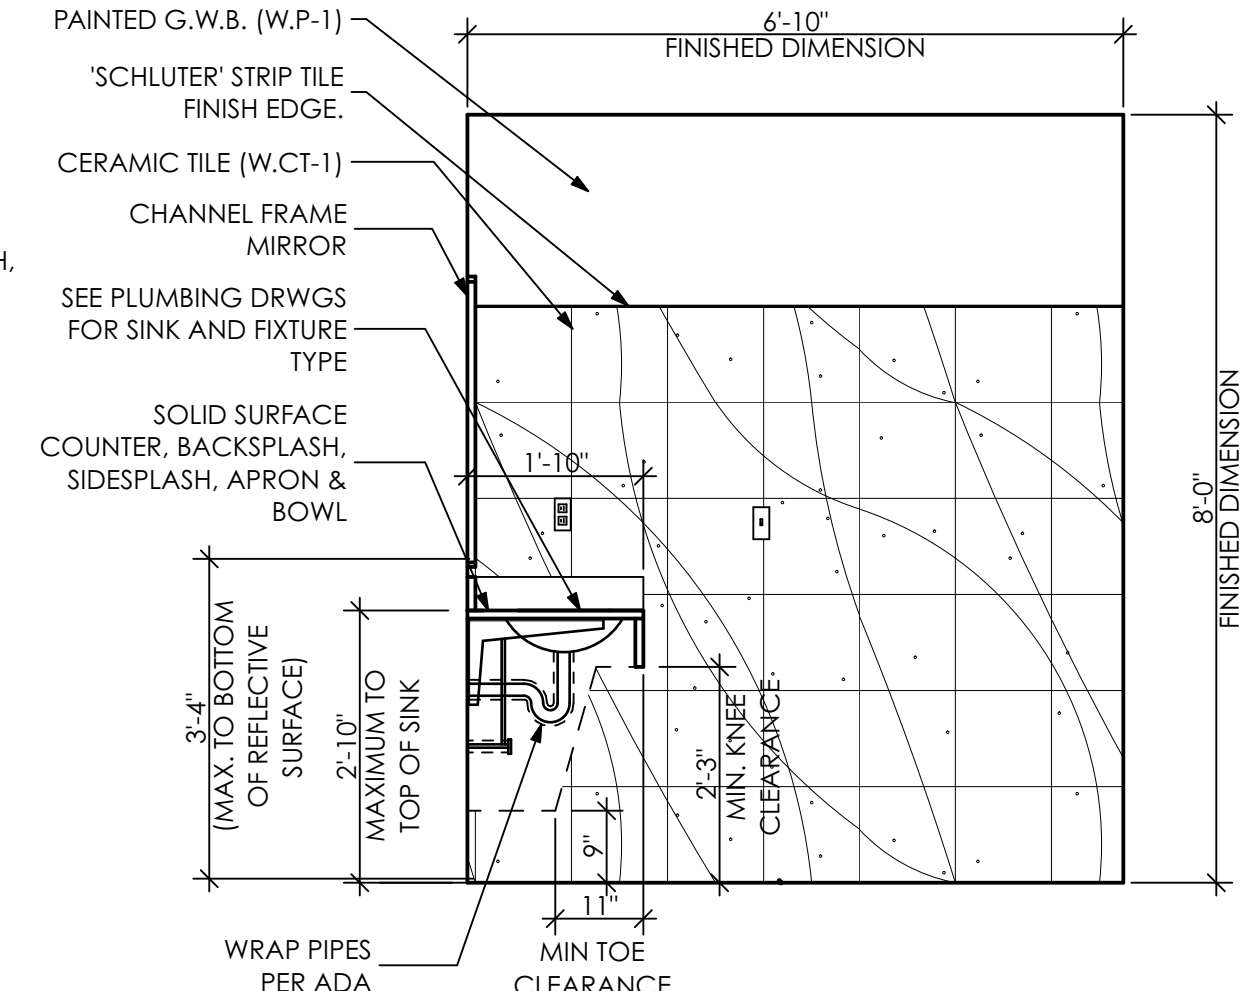 PAINTED G.W.B. (W.P-1)
'SCHLUTER' STRIP TILE
FINISH EDGE.
CERAMIC TILE (W.CT-1)
CHANNEL FRAME
MIRROR
H,
SEE PLUMBING DRWGS
FOR SINK AND FIXTURE
TYPE
SOLID SURFACE
COUNTER, BACKSPLASH,
SIDESPLASH, APRON &
BOWL
6'-10"
FINISHED DIMENSION
1'-10"
8'-0"
FINISHED DIMENSION
3'-4"
(MAX. TO BOTTOM
OF REFLECTIVE
SURFACE)
2'-10"
MAXIMUM TO
TOP OF SINK
2'-3"
MIN. KNEE
CLEARANCE
9"
11"
MIN TOE
CLEARANCE
WRAP PIPES
PER ADA